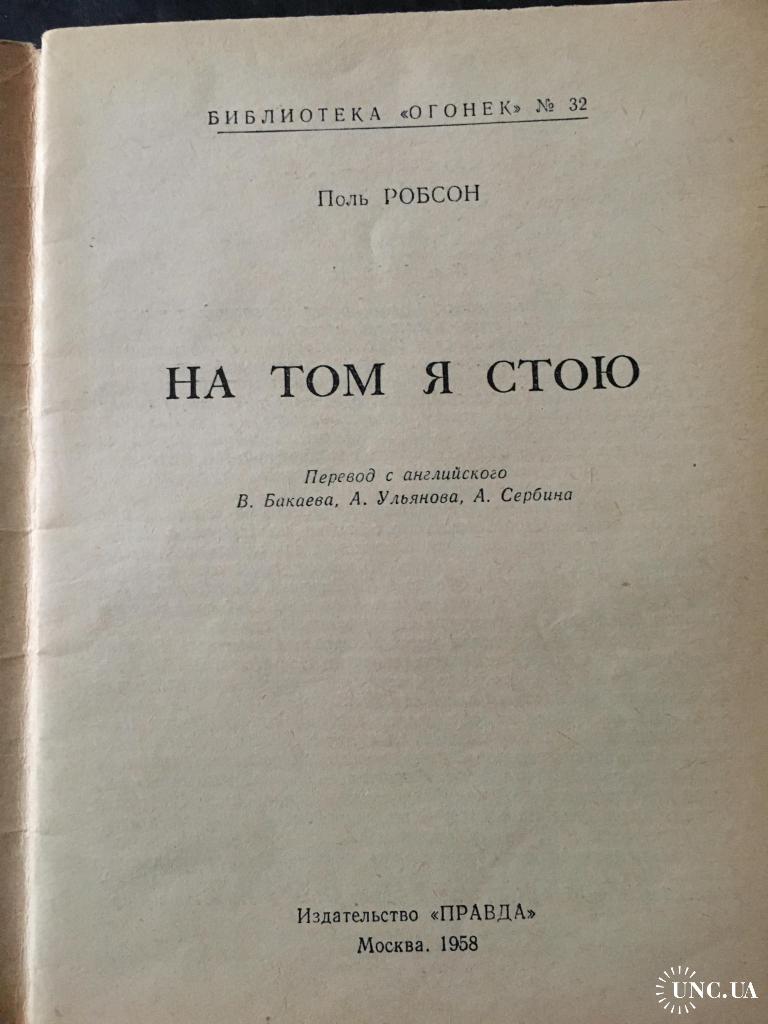 БИБЛИОТЕКА «ОГОНЕК» № 32
Поль РОБСОН
НА ТОМ Я СТОЮ
Перевод с английского
В. Бакаева, А. Ульянова, А. Сербина
Издательство «ПРАВДА»
Москва. 1958
UNC.UA